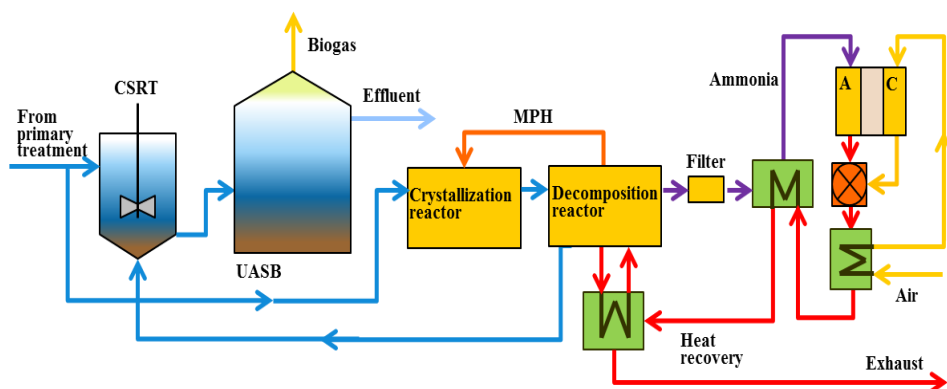 Biogas
CSRT
Effluent
From
primary
treatment
UASB
MPH
Crystallization
reactor
Decomposition
reactor
Filter
Ammonia
A
C
Air
Heat
recovery
Exhaust